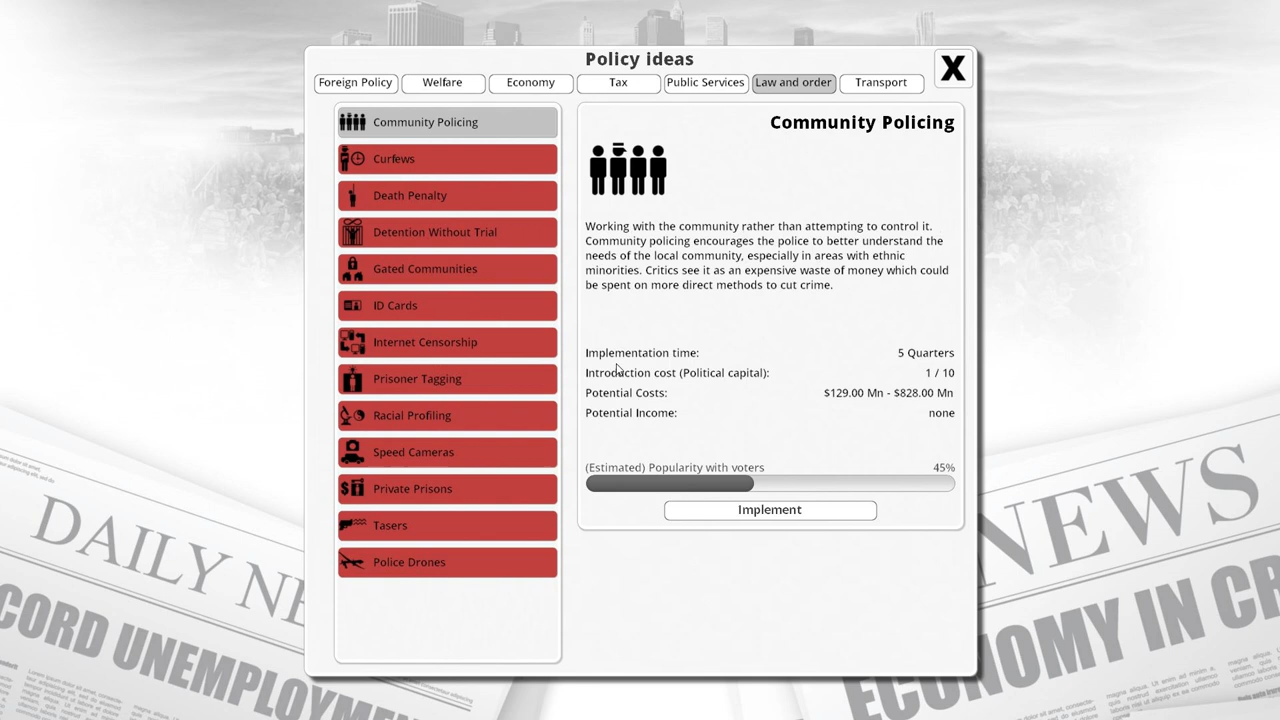 Policy ideas
X
Foreign Policy
Welfare
Economy
Tax
Public Services
Law and order
Transport
Community Policing
Curfews
Death Penalty
Detention Without Trial
Gated Communities
ID Cards
Internet Censorship
Prisoner Tagging
Racial Profiling
Speed Cameras
Private Prisons
Tasers
Police Drones
Community Policing
Working with the community rather than attempting to control it.
Community policing encourages the police to better understand the
needs of the local community, especially in areas with ethnic
minorities. Critics see it as an expensive waste of money which could
be spent on more direct methods to cut crime.
Implementation time: 5 Quarters
Introduction cost (Political capital): 1 / 10
Potential Costs: $129.00 Mn - $828.00 Mn
Potential Income: none
(Estimated) Popularity with voters 45%
Implement
DAILY NE
CORD UNEMPLOYM
NEWS
ECONOMY IN CR